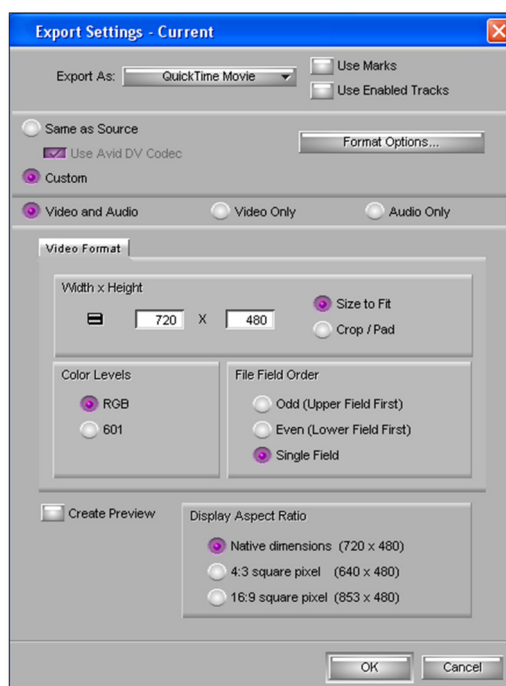 Export Settings - Current
Export As: QuickTime Movie
Use Marks
Use Enabled Tracks
Same as Source
Use Avid DV Codec
Format Options...
Custom
Video and Audio Video Only Audio Only
Video Format
Width x Height
720 X 480
Size to Fit
Crop / Pad
Color Levels
RGB
601
File Field Order
Odd (Upper Field First)
Even (Lower Field First)
Single Field
Create Preview
Display Aspect Ratio
Native dimensions (720 x 480)
4:3 square pixel (640 x 480)
16:9 square pixel (853 x 480)
OK Cancel